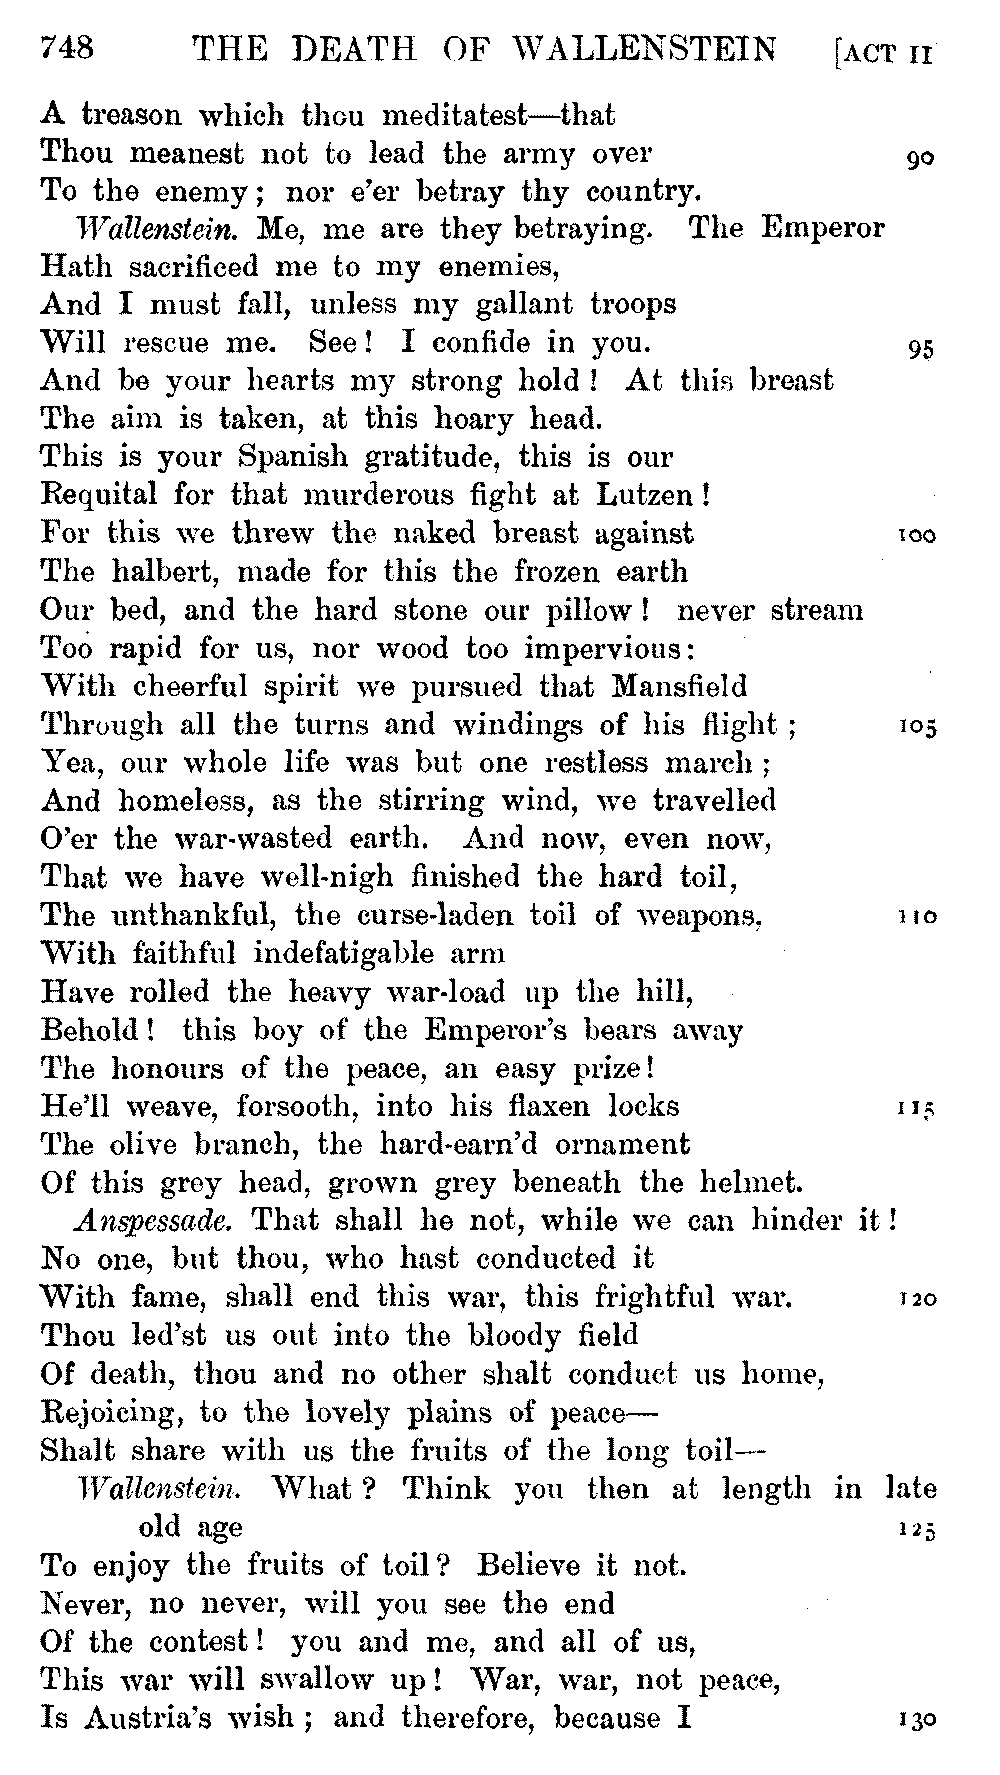 748 THE DEATH OF WALLENSTEIN [ACT II
A treason which thou meditatest—that
Thou meanest not to lead the army over 90
To the enemy; nor e'er betray thy country.
Wallenstein. Me, me are they betraying. The Emperor
Hath sacrificed me to my enemies,
And I must fall, unless my gallant troops
Will rescue me. See! I confide in you. 95
And be your hearts my strong hold! At this breast
The aim is taken, at this hoary head.
This is your Spanish gratitude, this is our
Requital for that murderous fight at Lutzen!
For this we threw the naked breast against 100
The halbert, made for this the frozen earth
Our bed, and the hard stone our pillow! never stream
Too rapid for us, nor wood too impervious:
With cheerful spirit we pursued that Mansfield
Through all the turns and windings of his flight; 105
Yea, our whole life was but one restless march;
And homeless, as the stirring wind, we travelled
O'er the war-wasted earth. And now, even now,
That we have well-nigh finished the hard toil,
The unthankful, the curse-laden toil of weapons, 110
With faithful indefatigable arm
Have rolled the heavy war-load up the hill,
Behold! this boy of the Emperor's bears away
The honours of the peace, an easy prize!
He'll weave, forsooth, into his flaxen locks 115
The olive branch, the hard-earn'd ornament
Of this grey head, grown grey beneath the helmet.
Anspessade. That shall he not, while we can hinder it!
No one, but thou, who hast conducted it
With fame, shall end this war, this frightful war. 120
Thou led'st us out into the bloody field
Of death, thou and no other shalt conduct us home,
Rejoicing, to the lovely plains of peace—
Shalt share with us the fruits of the long toil—
Wallenstein. What? Think you then at length in late
old age 125
To enjoy the fruits of toil? Believe it not.
Never, no never, will you see the end
Of the contest! you and me, and all of us,
This war will swallow up! War, war, not peace,
Is Austria's wish; and therefore, because I 130